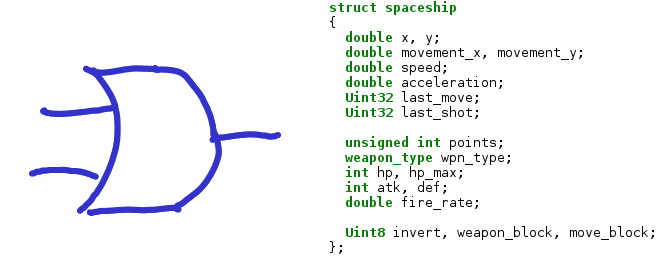 struct spaceship
{
  double x, y;
  double movement_x, movement_y;
  double speed;
  double acceleration;
  Uint32 last_move;
  Uint32 last_shot;

  unsigned int points;
  weapon_type wpn_type;
  int hp, hp_max;
  int atk, def;
  double fire_rate;

  Uint8 invert, weapon_block, move_block;
};